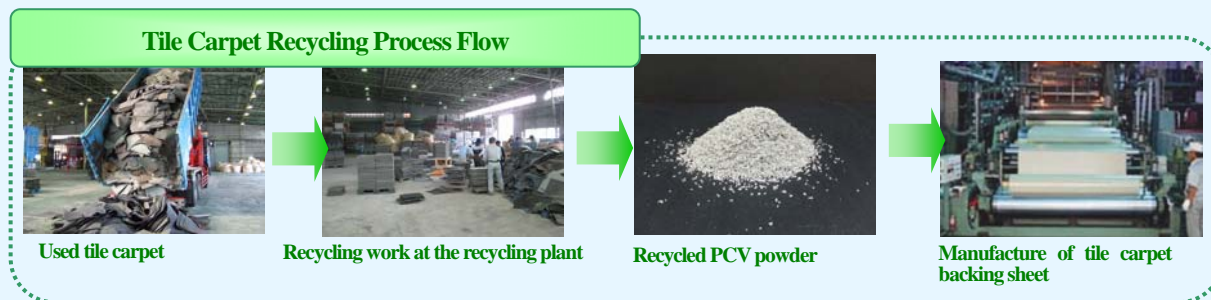 Tile Carpet Recycling Process Flow
Used tile carpet
Recycling work at the recycling plant
Recycled PCV powder
Manufacture of tile carpet
backing sheet